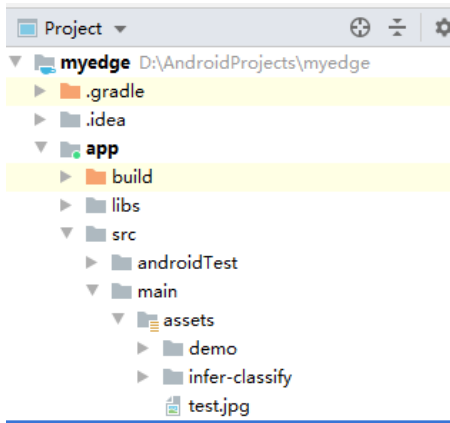 Project
myedge D:\AndroidProjects\myedge
.gradle
.idea
app
build
libs
src
androidTest
main
assets
demo
infer-classify
test.jpg